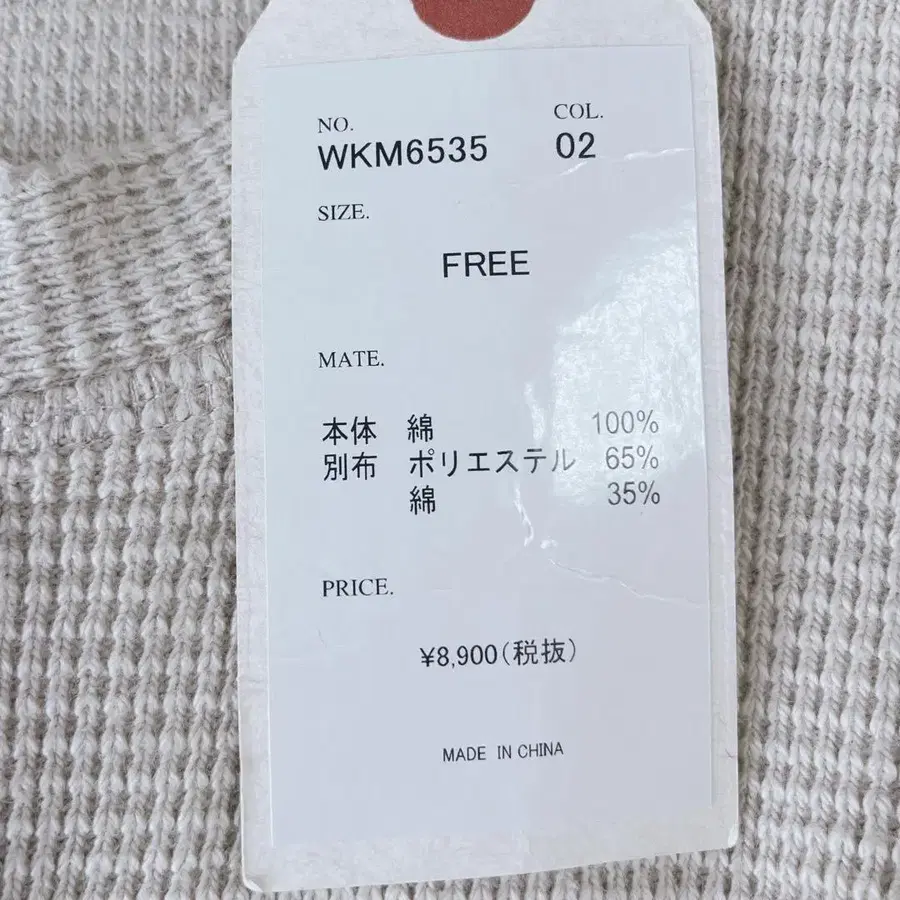 NO. COL.
WKM6535 02
SIZE.
FREE
MATE.
本体 綿 100%
別布 ポリエステル 65%
綿 35%
PRICE.
¥8,900(税抜)
MADE IN CHINA